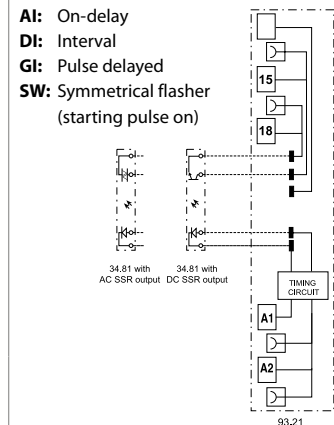 AI: On-delay
DI: Interval
GI: Pulse delayed
SW: Symmetrical flasher
(starting pulse on)
15
18
34.81 with
AC SSR output
34.81 with
DC SSR output
TIMING
CIRCUIT
A1
A2
93-21